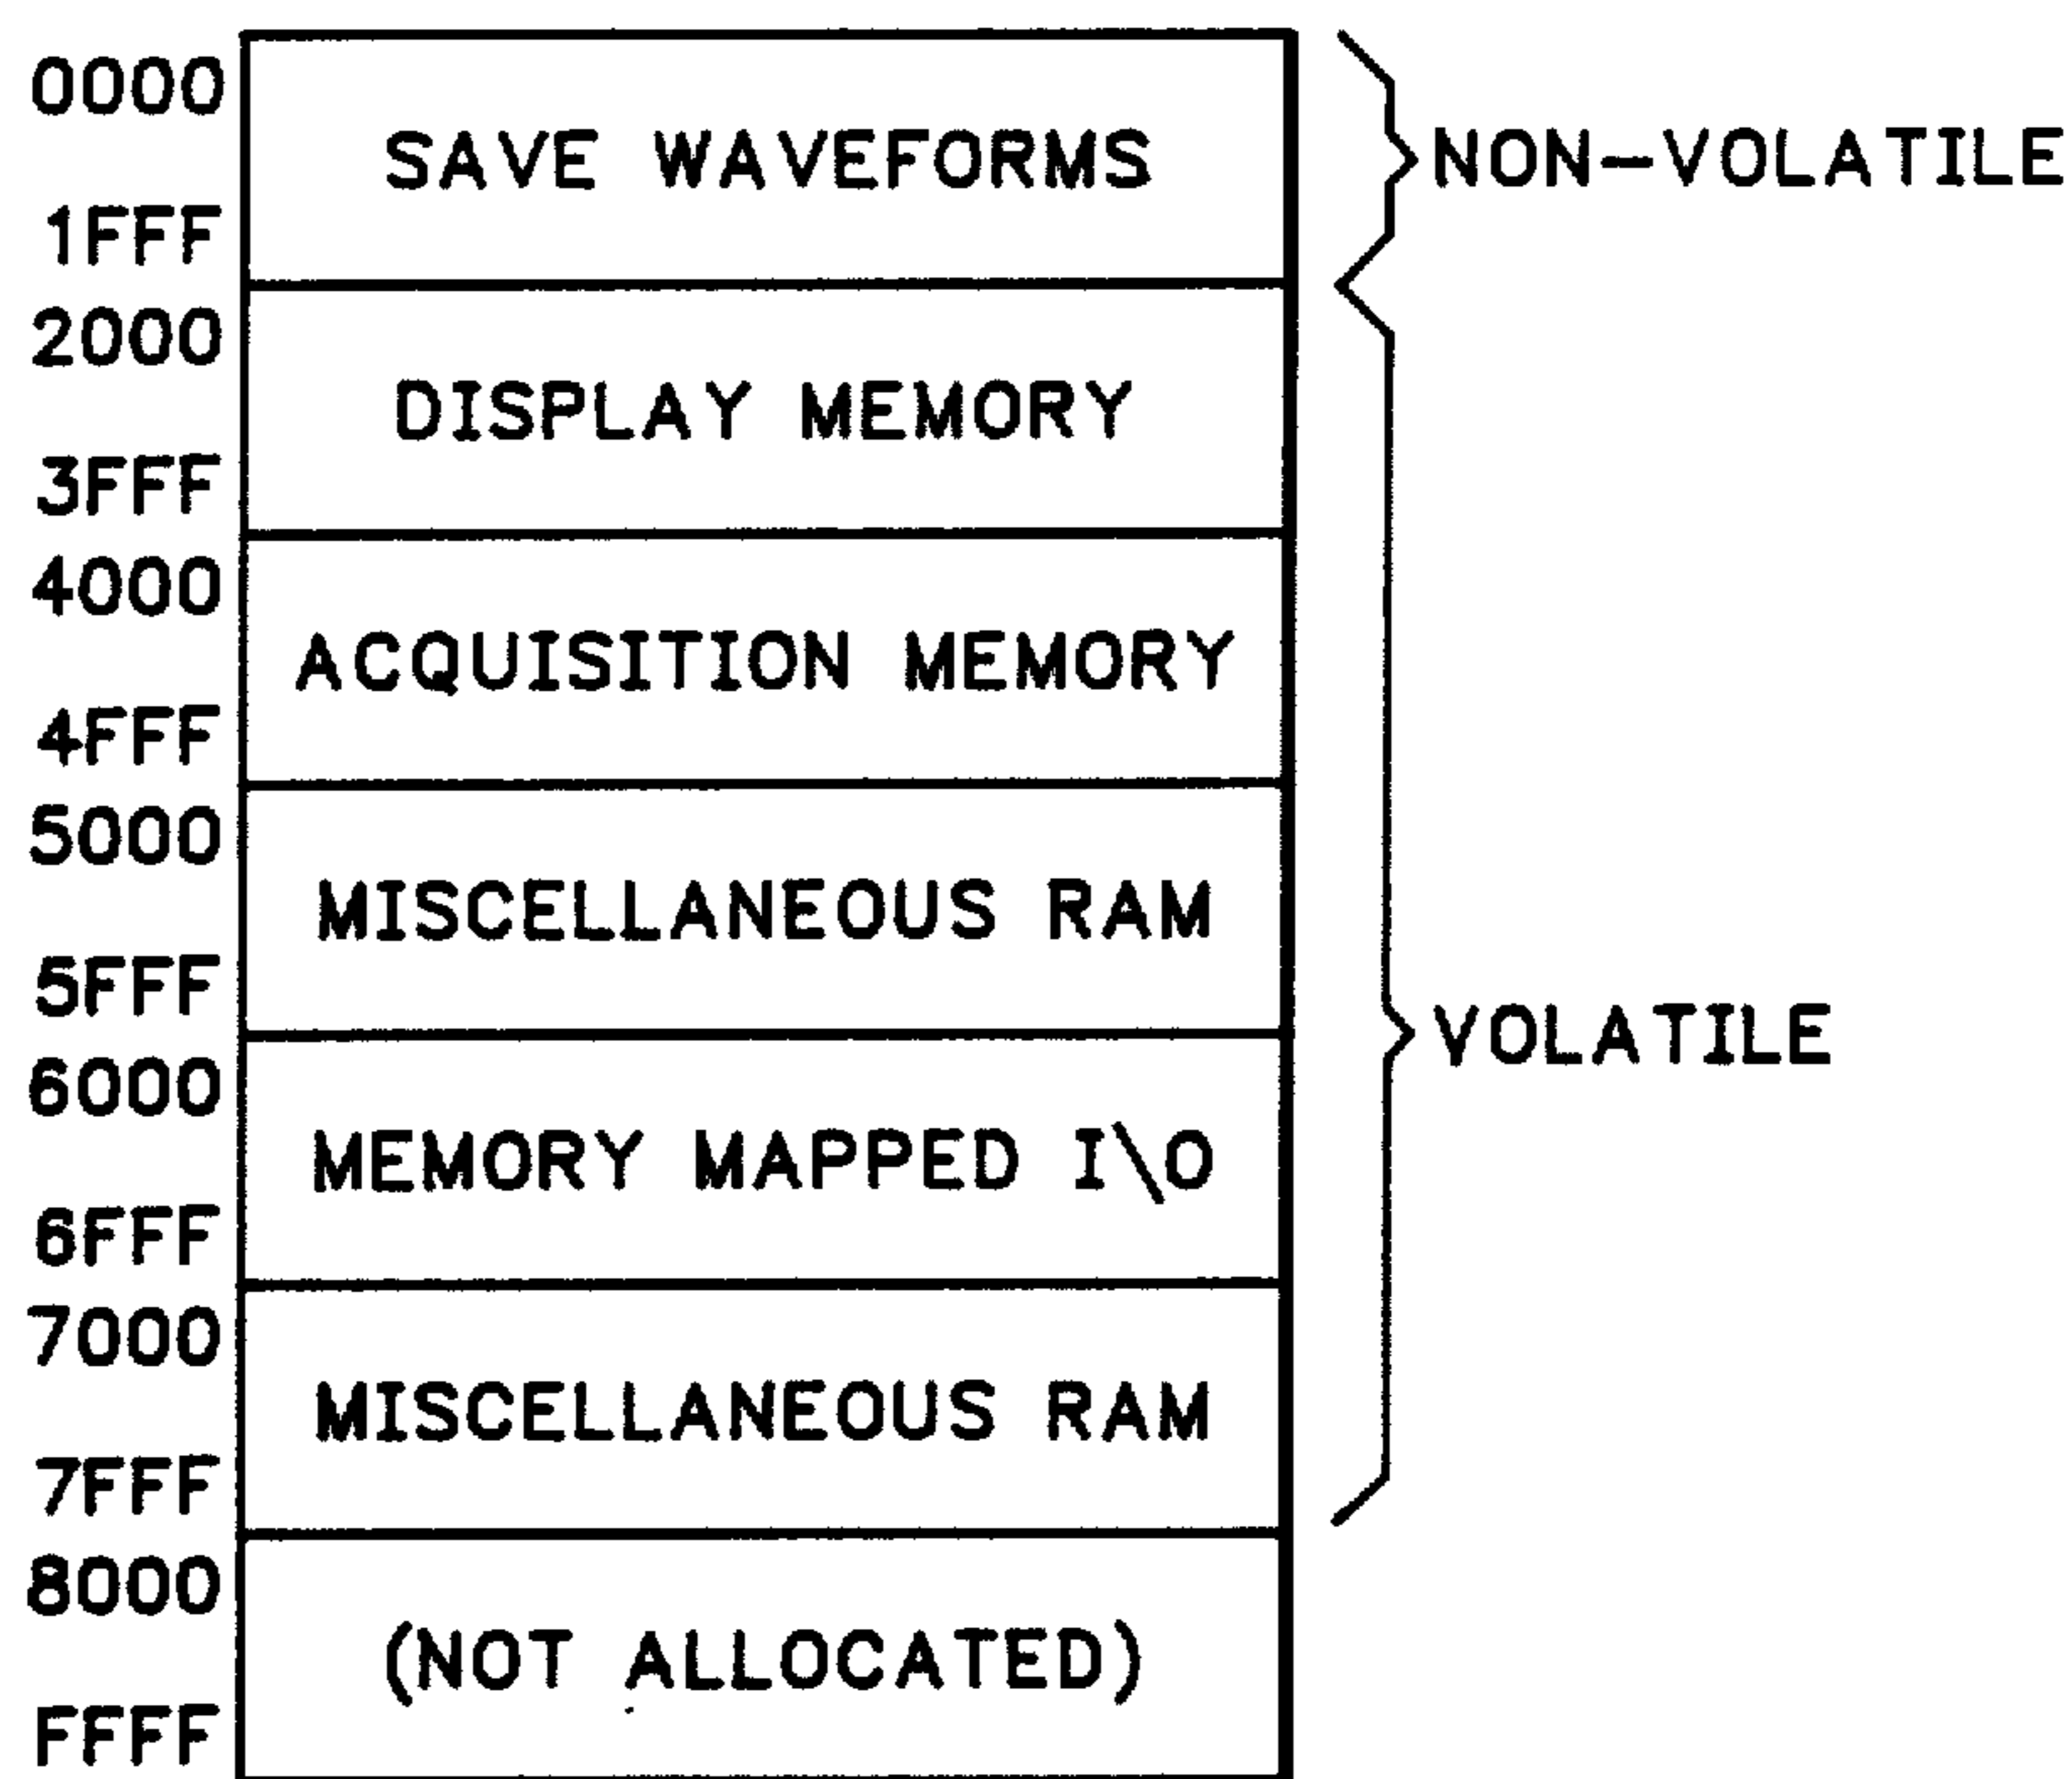 0000
SAVE WAVEFORMS
NON-VOLATILE
1FFF
2000
DISPLAY MEMORY
3FFF
4000
ACQUISITION MEMORY
4FFF
5000
MISCELLANEOUS RAM
5FFF
VOLATILE
6000
MEMORY MAPPED I\O
6FFF
7000
MISCELLANEOUS RAM
7FFF
8000
(NOT ALLOCATED)
FFFF